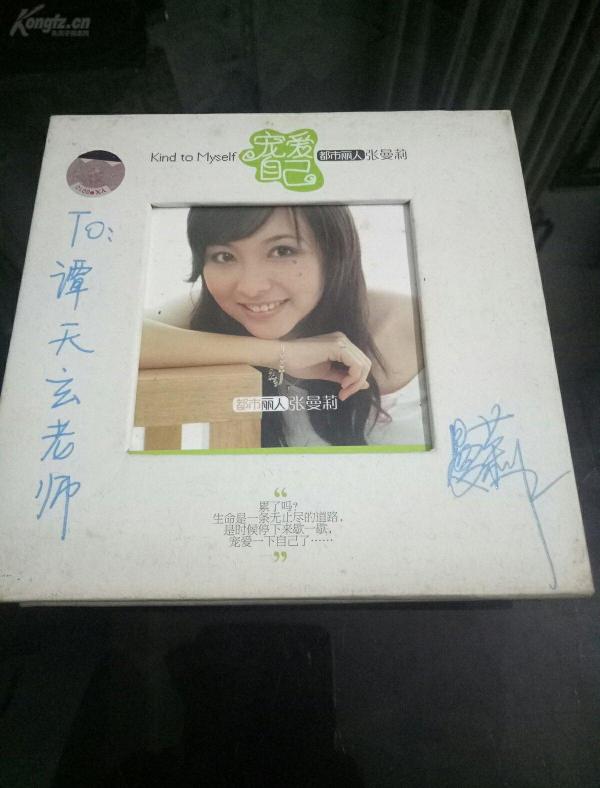 Kongfz.cn
Kind to Myself 宠爱自己 都市丽人 张曼莉
To:谭天玄老师
都市丽人 张曼莉
曼莉
“
累了吗?
生命是一条无止尽的道路,
是时候停下来歇一歇,
宠爱一下自己了……
”